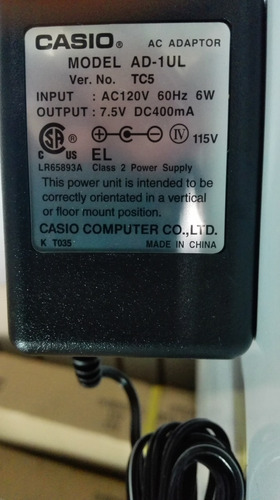 CASIO® AC ADAPTOR
MODEL AD-1UL
Ver. No. TC5
INPUT : AC120V 60Hz 6W
OUTPUT : 7.5V DC400mA
SA ® IV 115V
C US EL
LR65893A Class 2 Power Supply
This power unit is intended to be
correctly orientated in a vertical
or floor mount position.
CASIO COMPUTER CO.,LTD.
K T035 MADE IN CHINA